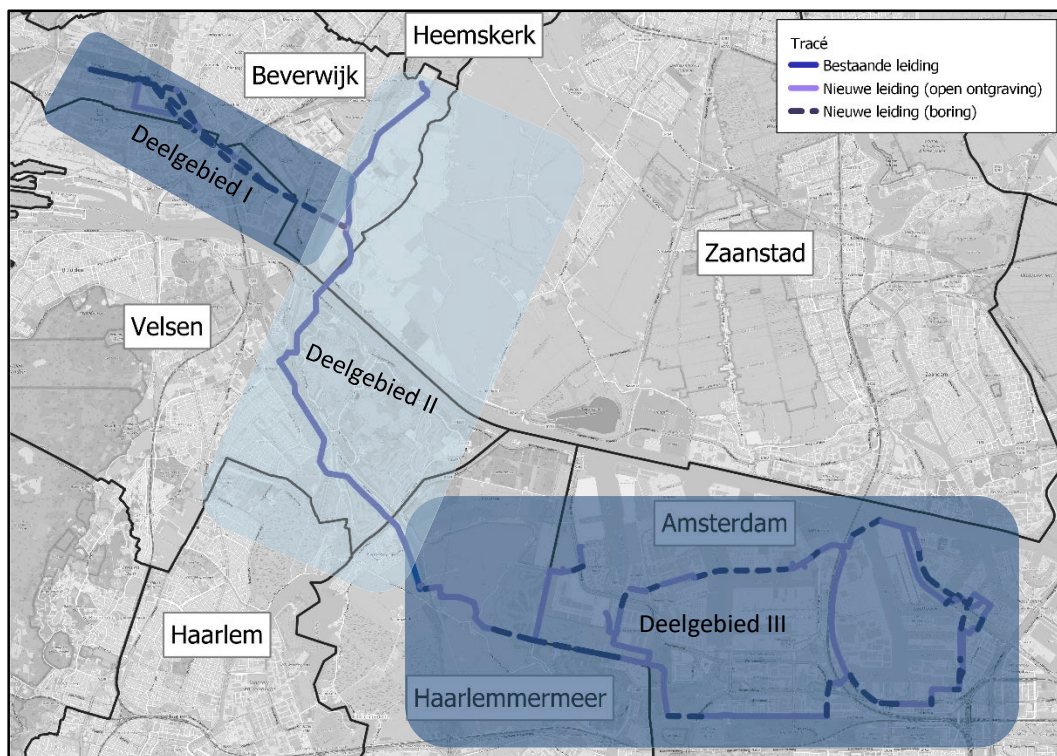 Heemskerk
Beverwijk
Tracé
Bestaande leiding
Nieuwe leiding (open ontgraving)
Nieuwe leiding (boring)
Deelgebied I
Zaanstad
Velsen
Deelgebied II
Amsterdam
Deelgebied III
Haarlem
Haarlemmermeer